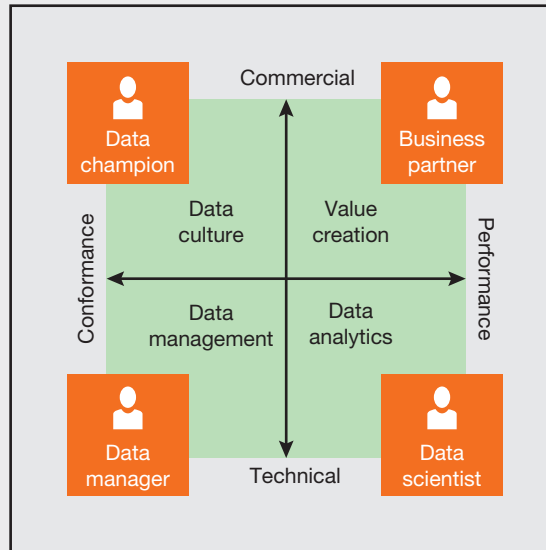 Commercial
Data
champion
Business
partner
Data
culture
Value
creation
Conformance
Performance
Data
management
Data
analytics
Data
manager
Data
scientist
Technical